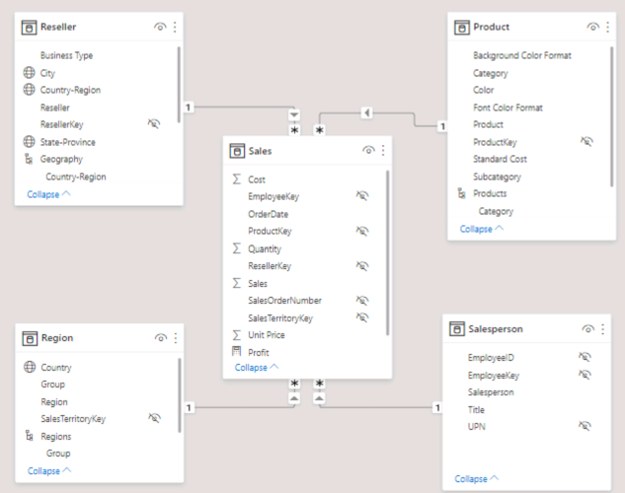 Reseller
Business Type
City
Country-Region
Reseller
ResellerKey
State-Province
Geography
Country-Region
Collapse
Product
Background Color Format
Category
Color
Font Color Format
Product
ProductKey
Standard Cost
Subcategory
Products
Category
Collapse
1
*
*
1
Sales
Σ Cost
EmployeeKey
OrderDate
ProductKey
Σ Quantity
ResellerKey
Σ Sales
SalesOrderNumber
SalesTerritoryKey
Σ Unit Price
Profit
Collapse
Region
Country
Group
Region
SalesTerritoryKey
Regions
Group
Collapse
1
*
*
1
Salesperson
EmployeeID
EmployeeKey
Salesperson
Title
UPN
Collapse